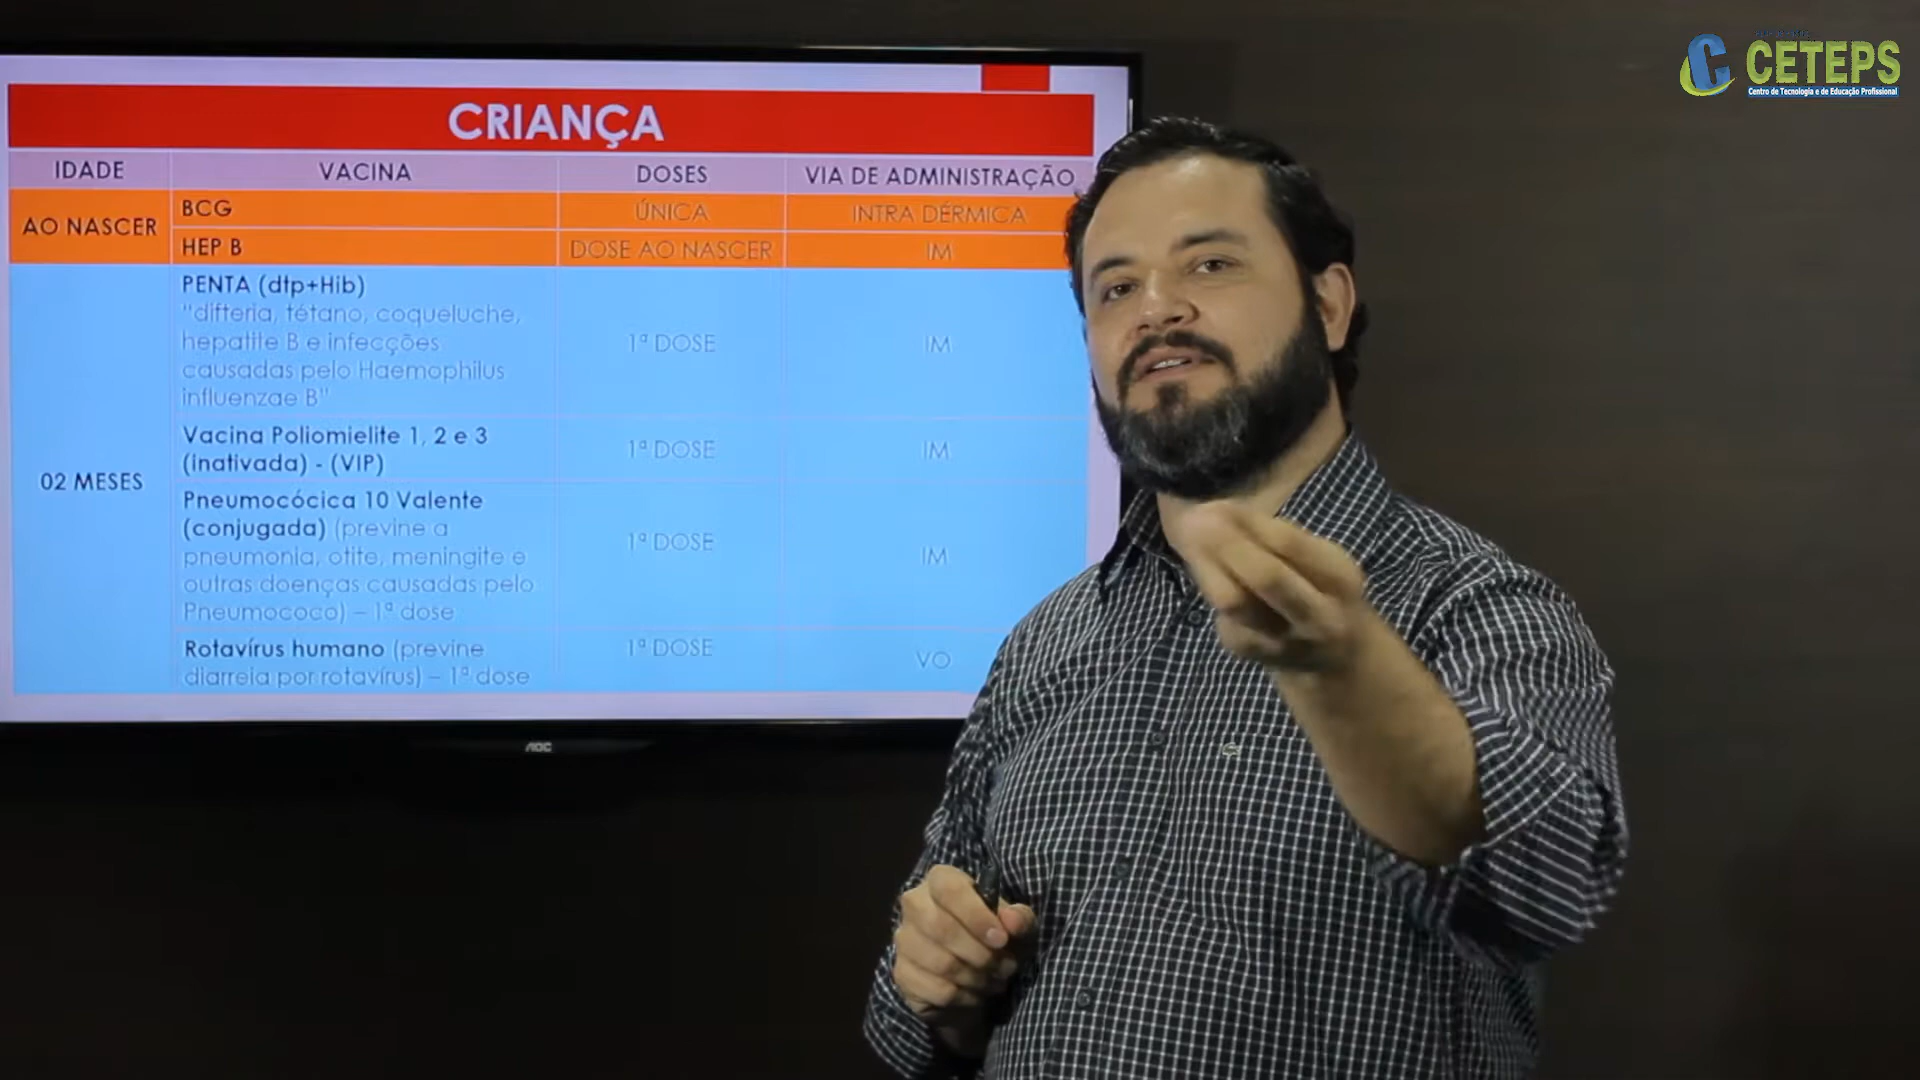 CETEPS
Centro de Tecnologia e de Educação Profissional
CRIANÇA
IDADE
VACINA
DOSES
VIA DE ADMINISTRAÇÃO
AO NASCER
BCG
ÚNICA
INTRA DÉRMICA
HEP B
DOSE AO NASCER
IM
02 MESES
PENTA (dtp+Hib)
"difteria, tétano, coqueluche,
hepatite B e infecções
causadas pelo Haemophilus
influenzae B"
1ª DOSE
IM
Vacina Poliomielite 1, 2 e 3
(inativada) - (VIP)
1ª DOSE
IM
Pneumocócica 10 Valente
(conjugada) (previne a
pneumonia, otite, meningite e
outras doenças causadas pelo
Pneumococo) – 1ª dose
1ª DOSE
IM
Rotavírus humano (previne
diarreia por rotavírus) – 1ª dose
1ª DOSE
VO
AOC